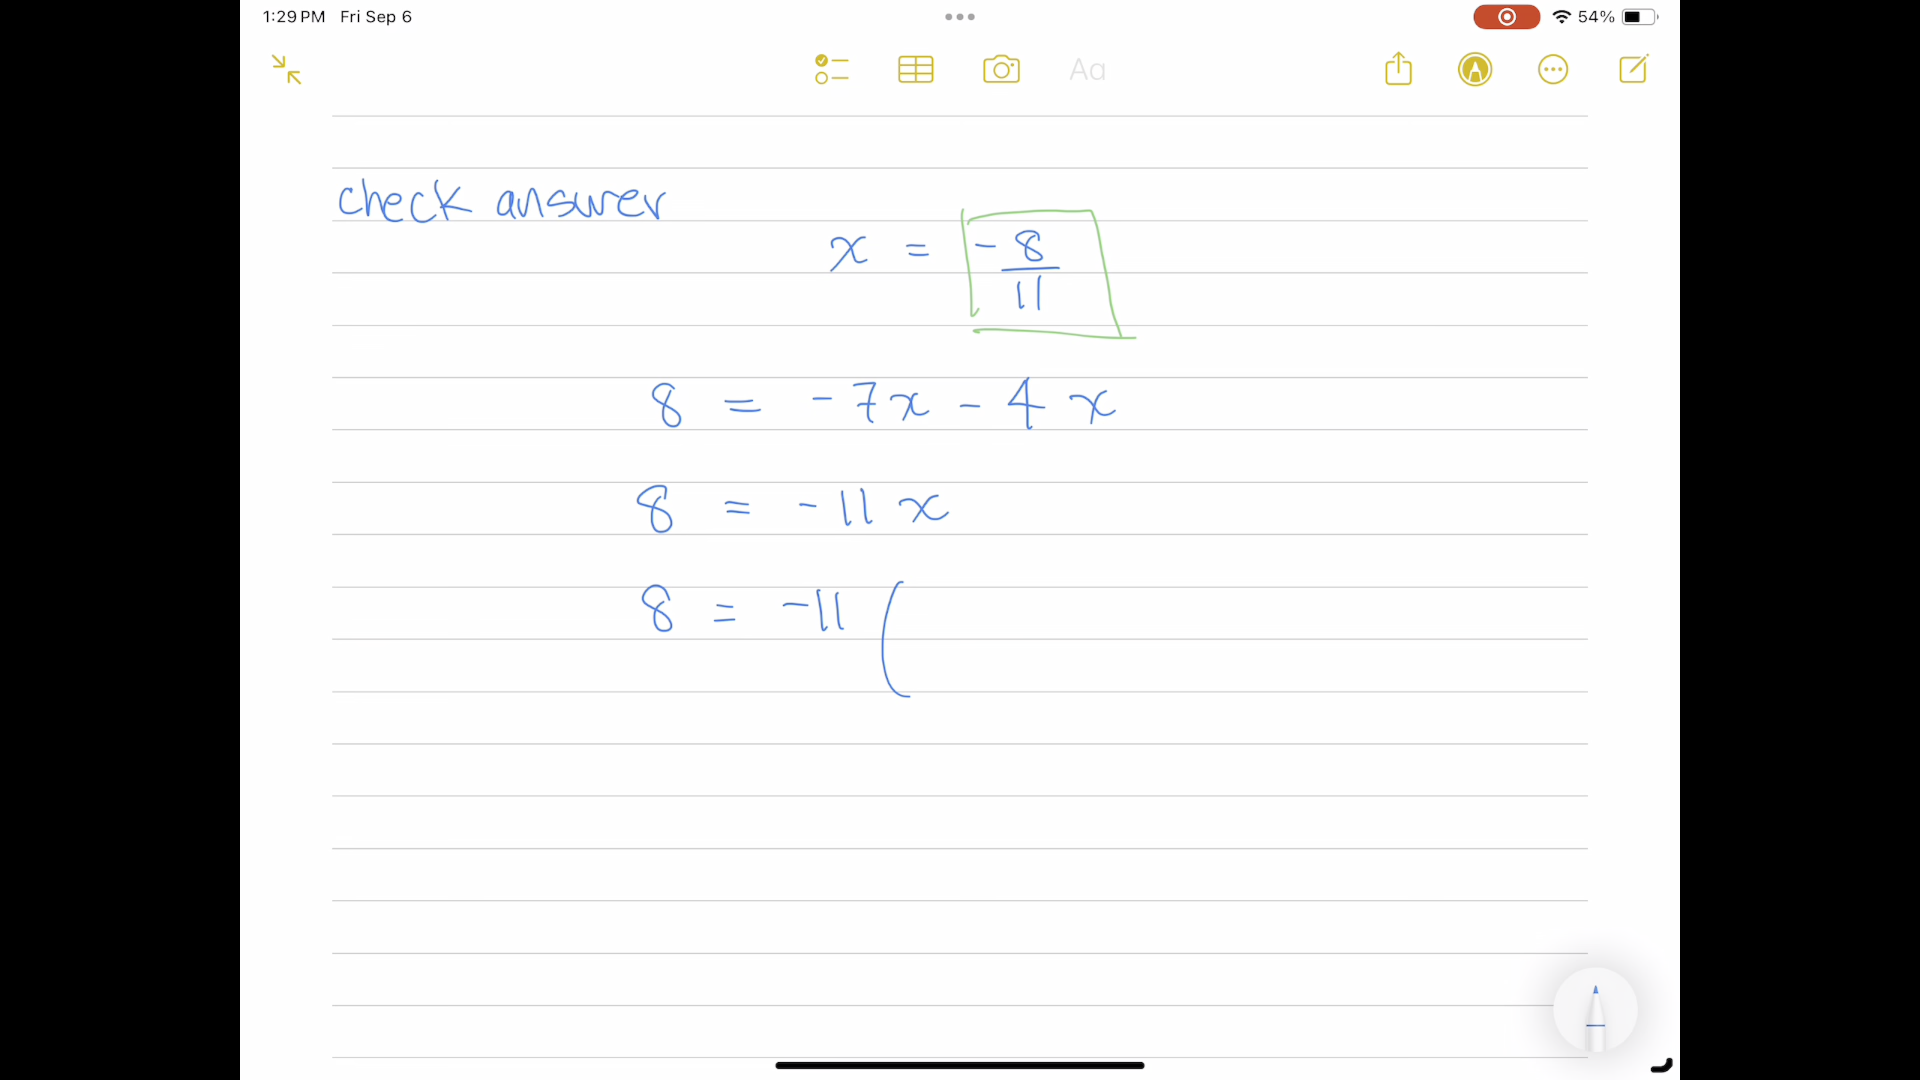 1:29 PM Fri Sep 6 54%
Aa
check answer
x = -8/11
8 = -7x - 4x
8 = -11x
8 = -11 (